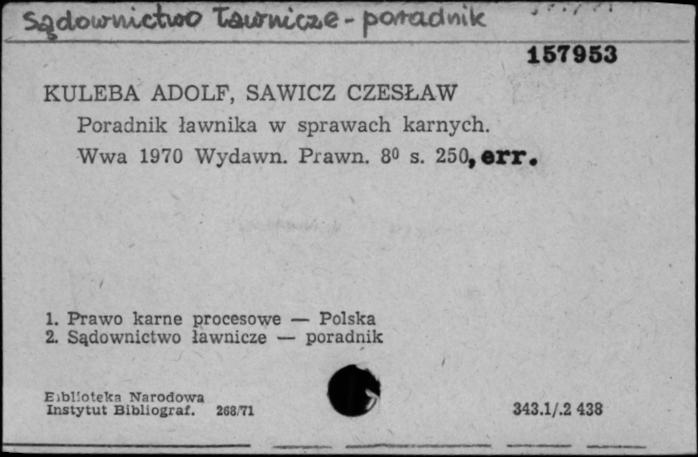 Sądownictwo Ławnicze - poradnik
157953
KULEBA ADOLF, SAWICZ CZESŁAW
Poradnik ławnika w sprawach karnych.
Wwa 1970 Wydawn. Prawn. 8⁰ s. 250, err.
1. Prawo karne procesowe — Polska
2. Sądownictwo ławnicze — poradnik
Biblioteka Narodowa
Instytut Bibliograf. 268/71
343.1/.2 438